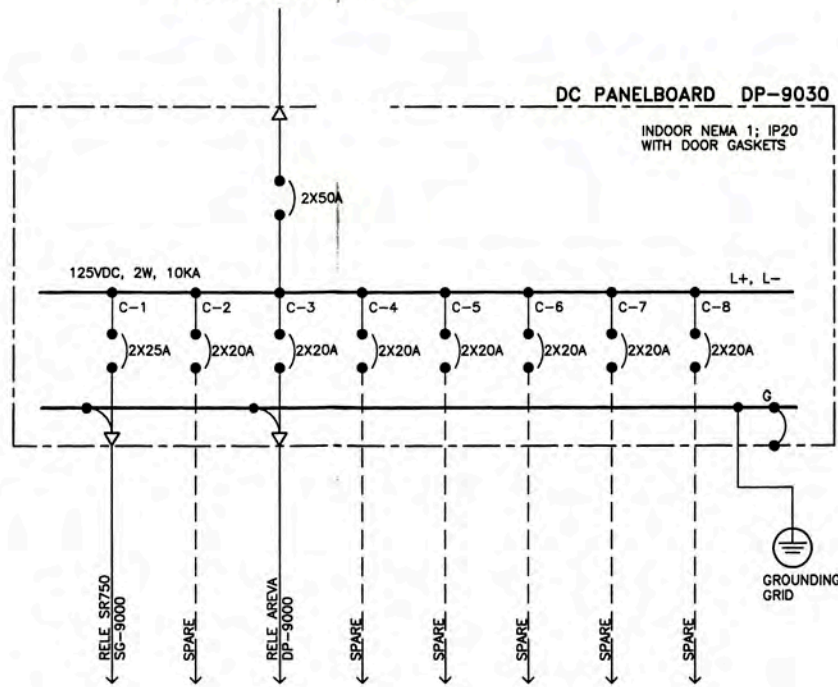 DC PANELBOARD DP-9030
INDOOR NEMA 1; IP20
WITH DOOR GASKETS
2X50A
125VDC, 2W, 10KA
L+, L-
C-1
C-2
C-3
C-4
C-5
C-6
C-7
C-8
2X25A
2X20A
2X20A
2X20A
2X20A
2X20A
2X20A
2X20A
G
GROUNDING
GRID
RELE SR750
SG-9000
SPARE
RELE AREVA
DP-9000
SPARE
SPARE
SPARE
SPARE
SPARE